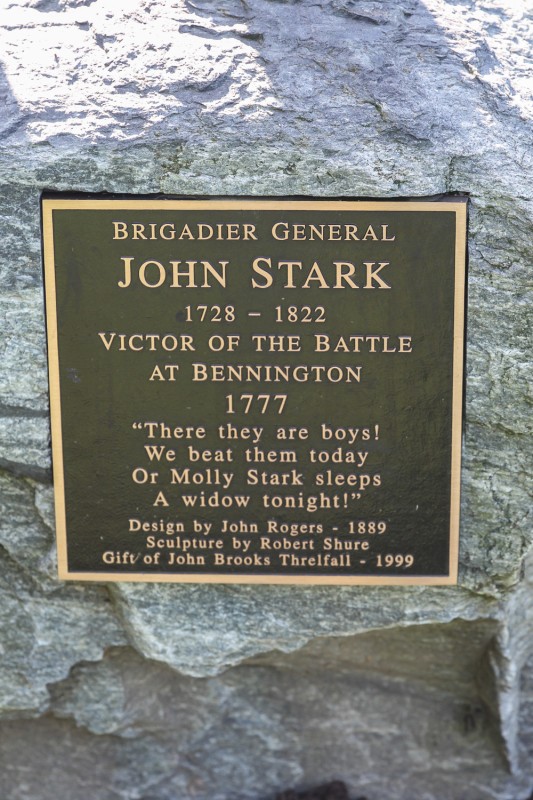 BRIGADIER GENERAL
JOHN STARK
1728 – 1822
VICTOR OF THE BATTLE
AT BENNINGTON
1777
“There they are boys!
We beat them today
Or Molly Stark sleeps
A widow tonight!”
Design by John Rogers - 1889
Sculpture by Robert Shure
Gift of John Brooks Threlfall - 1999